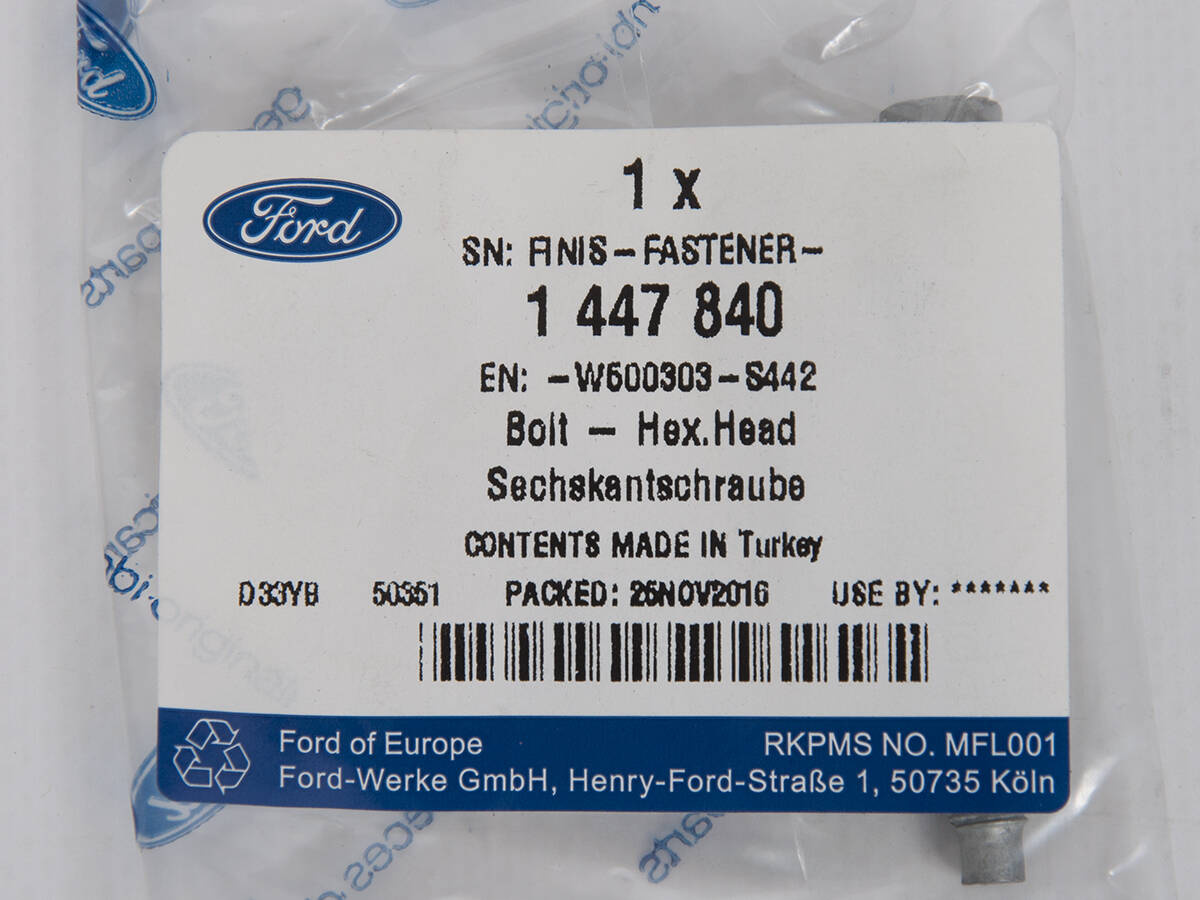 Ford
1 x
Ford
SN: FINIS-FASTENER-
1 447 840
EN: -W500303-S442
Bolt - Hex.Head
Sechskantschraube
CONTENTS MADE IN Turkey
D33YB 50351 PACKED: 25NOV2016 USE BY: *******
Ford of Europe RKPMS NO. MFL001
Ford-Werke GmbH, Henry-Ford-Straße 1, 50735 Köln
parts